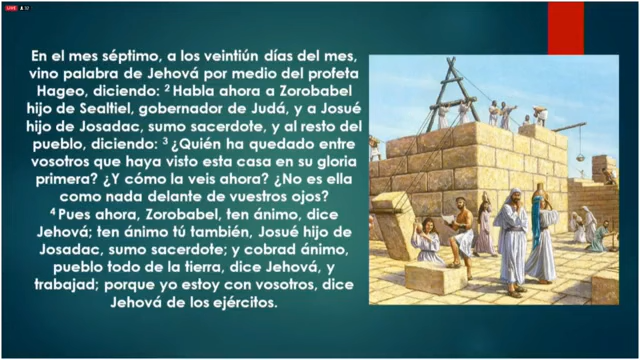 LIVE
En el mes séptimo, a los veintiún días del mes,
vino palabra de Jehová por medio del profeta
Hageo, diciendo: ² Habla ahora a Zorobabel
hijo de Sealtiel, gobernador de Judá, y a Josué
hijo de Josadac, sumo sacerdote, y al resto del
pueblo, diciendo: ³ ¿Quién ha quedado entre
vosotros que haya visto esta casa en su gloria
primera? ¿Y cómo la veis ahora? ¿No es ella
como nada delante de vuestros ojos?
⁴ Pues ahora, Zorobabel, ten ánimo, dice
Jehová; ten ánimo tú también, Josué hijo de
Josadac, sumo sacerdote; y cobrad ánimo,
pueblo todo de la tierra, dice Jehová, y
trabajad; porque yo estoy con vosotros, dice
Jehová de los ejércitos.